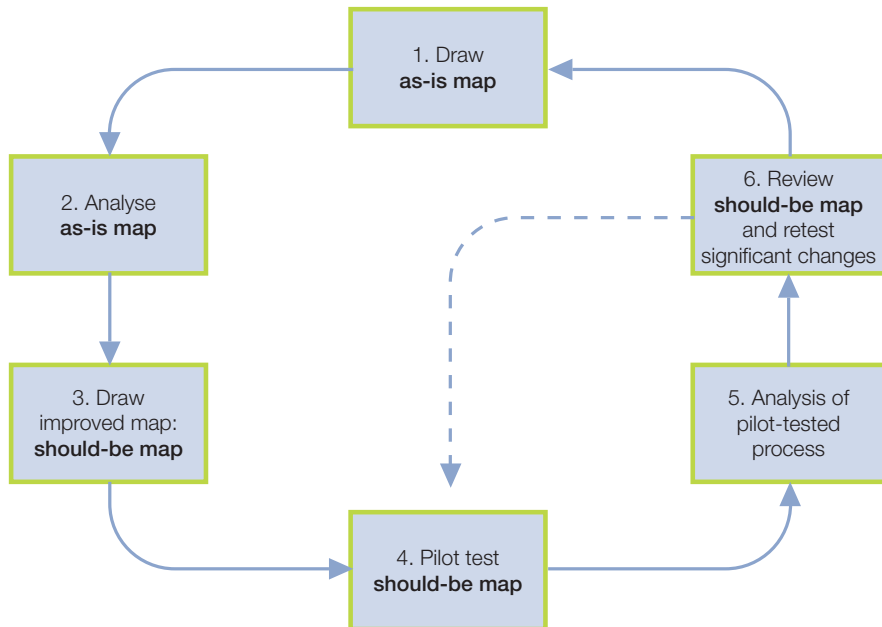 1. Draw
as-is map
2. Analyse
as-is map
3. Draw
improved map:
should-be map
4. Pilot test
should-be map
5. Analysis of
pilot-tested
process
6. Review
should-be map
and retest
significant changes